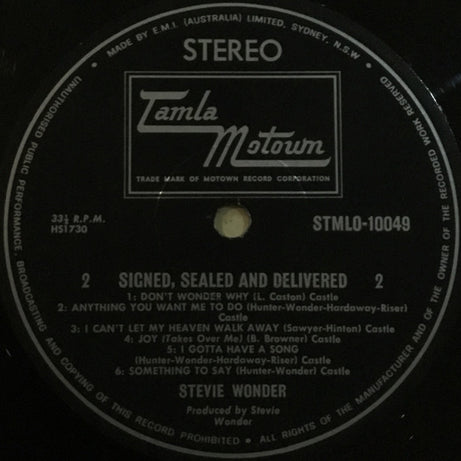 MADE BY E.M.I. (AUSTRALIA) LIMITED, SYDNEY, N.S.W.
UNAUTHORISED PUBLIC PERFORMANCE, BROADCASTING AND COPYING OF THIS RECORD PROHIBITED • ALL RIGHTS OF THE MANUFACTURER AND OF THE OWNER OF THE RECORDED WORK RESERVED
STEREO
Tamla
Motown
TRADE MARK OF MOTOWN RECORD CORPORATION
33⅓ R.P.M.
HS1730
STMLO-10049
2 SIGNED, SEALED AND DELIVERED 2
1: DON'T WONDER WHY (L. Caston) Castle
2: ANYTHING YOU WANT ME TO DO (Hunter-Wonder-Hardaway-Riser)
Castle
3: I CAN'T LET MY HEAVEN WALK AWAY (Sawyer-Hinton) Castle
4: JOY (Takes Over Me) (B. Brawner) Castle
5: I GOTTA HAVE A SONG
(Hunter-Wonder-Hardaway-Riser) Castle
6: SOMETHING TO SAY (Hunter-Wonder) Castle
STEVIE WONDER
Produced by Stevie
Wonder